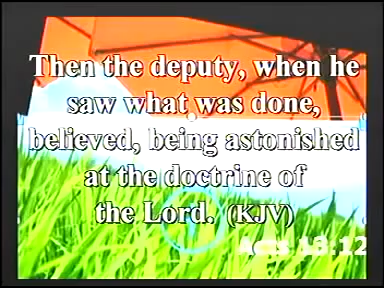 Then the deputy, when he
saw what was done,
believed, being astonished
at the doctrine of
the Lord. (KJV)
Acts 13:12